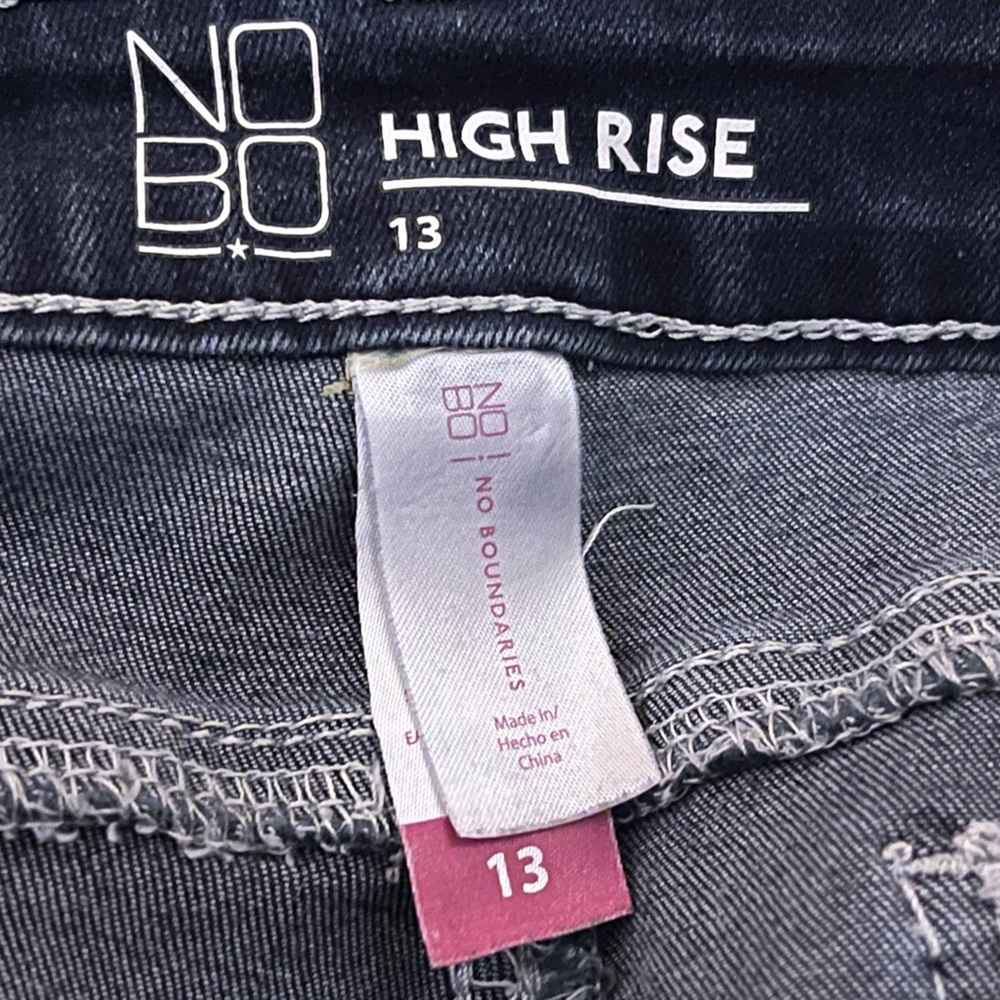 NO
BO
HIGH RISE
13
NO
BO
NO BOUNDARIES
Made in/
Hecho en
China
13